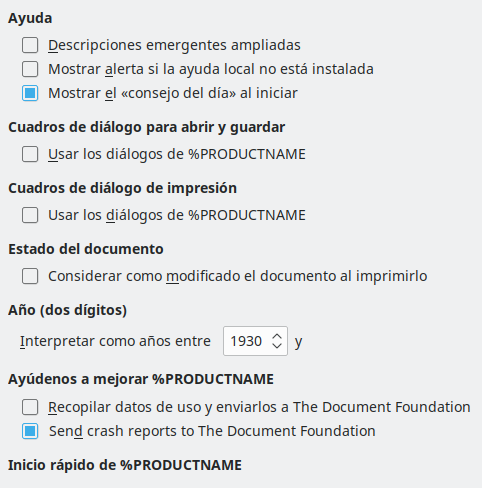 Ayuda
Descripciones emergentes ampliadas
Mostrar alerta si la ayuda local no está instalada
Mostrar el «consejo del día» al iniciar
Cuadros de diálogo para abrir y guardar
Usar los diálogos de %PRODUCTNAME
Cuadros de diálogo de impresión
Usar los diálogos de %PRODUCTNAME
Estado del documento
Considerar como modificado el documento al imprimirlo
Año (dos dígitos)
Interpretar como años entre 1930 y
Ayúdenos a mejorar %PRODUCTNAME
Recopilar datos de uso y enviarlos a The Document Foundation
Send crash reports to The Document Foundation
Inicio rápido de %PRODUCTNAME